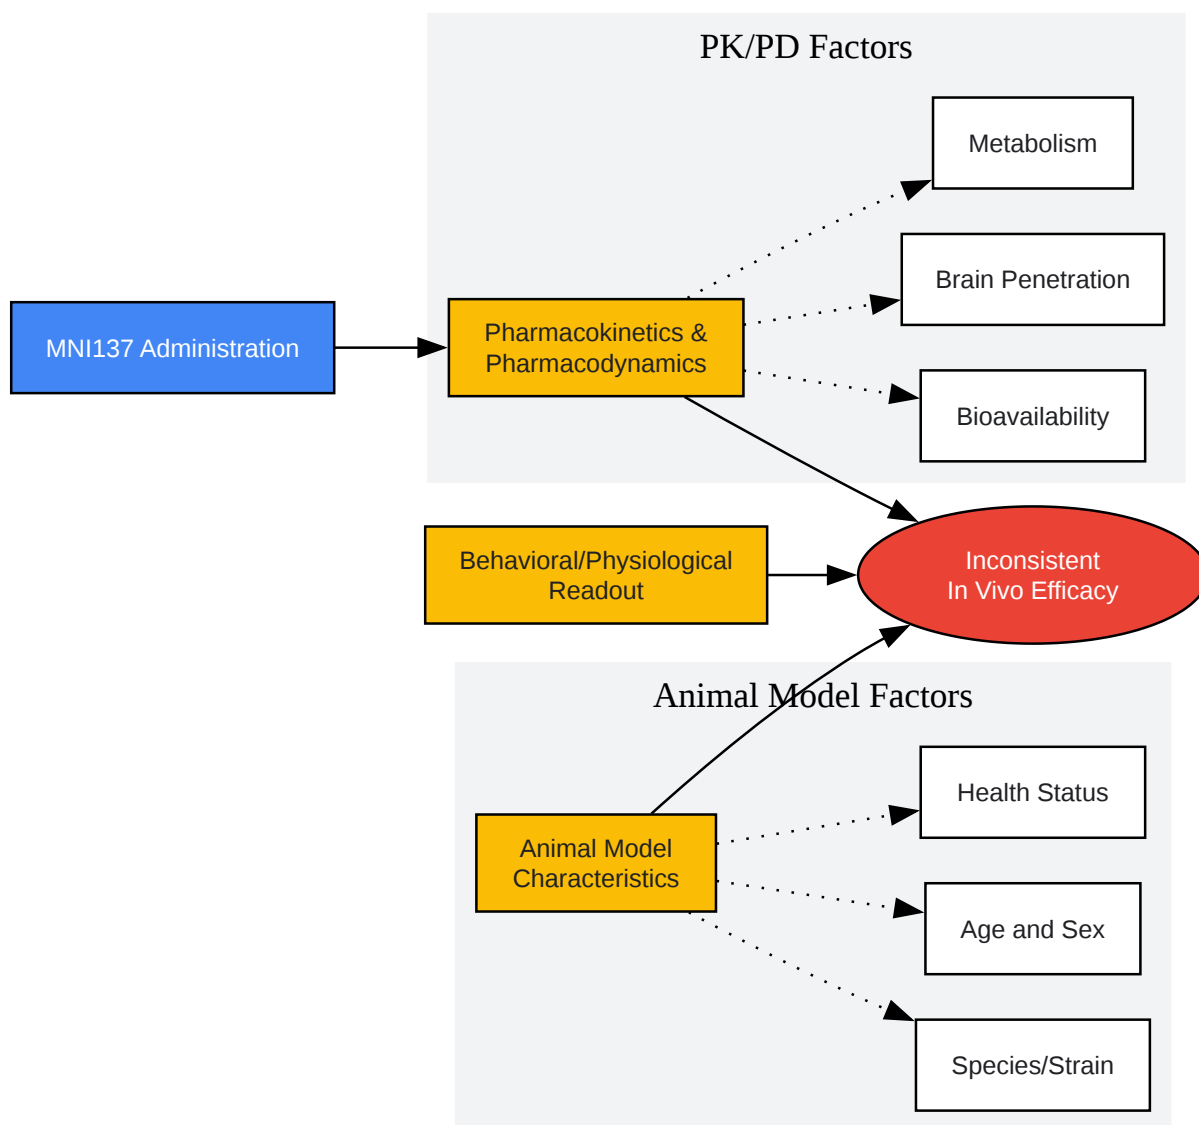 PK/PD Factors
Metabolism
Brain Penetration
MNI137 Administration
Pharmacokinetics &
Pharmacodynamics
Bioavailability
Behavioral/Physiological
Readout
Inconsistent
In Vivo Efficacy
Animal Model Factors
Health Status
Animal Model
Characteristics
Age and Sex
Species/Strain